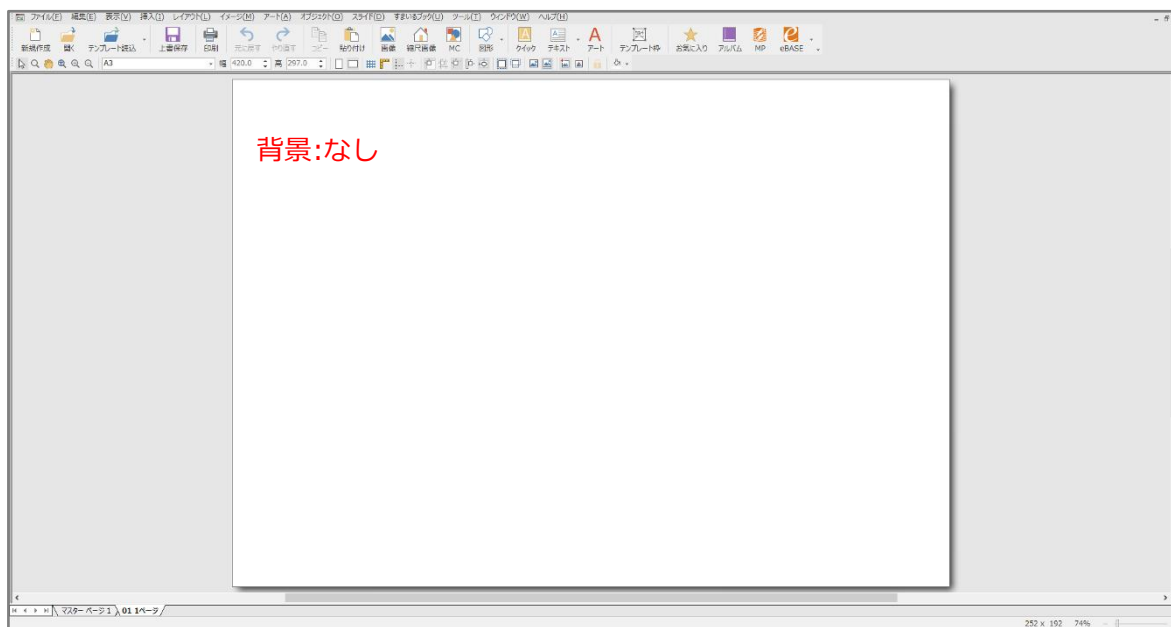 ファイル(F) 編集(E) 表示(V) 挿入(I) レイアウト(L) イメージ(M) アート(A) オブジェクト(O) スライド(F) すまいるブック(U) ツール(T) ウィンドウ(W) ヘルプ(H)
新規作成 開く テンプレート読込 上書保存 印刷 元に戻す やり直す コピー 貼り付け 画像 縮尺画像 MC 図形 クイック テキスト アート テンプレート枠 お気に入り アルバム MP eBASE
A3 幅 420.0 高 297.0
背景:なし
マスター ページ 1 01 1ページ
252 x 192 74%